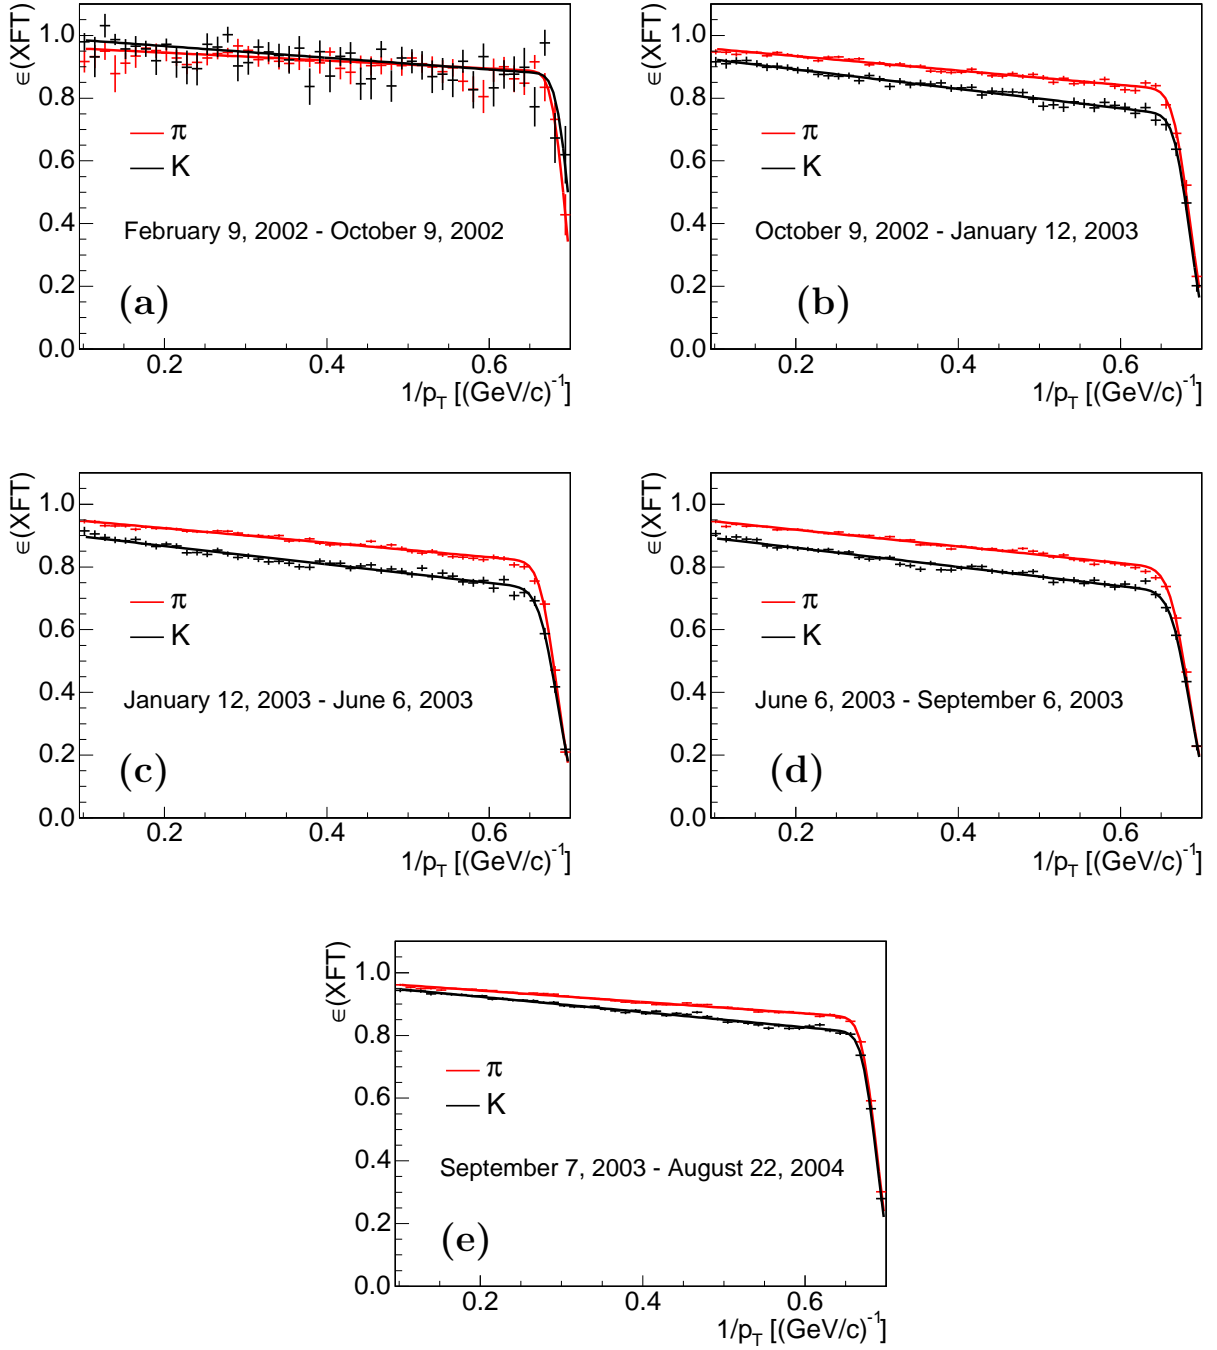 ϵ(XFT)
1.0
0.8
0.6
0.4
0.2
0.0
π
K
February 9, 2002 - October 9, 2002
(a)
0.2 0.4 0.6
1/p_T [(GeV/c)^-1]
ϵ(XFT)
1.0
0.8
0.6
0.4
0.2
0.0
π
K
October 9, 2002 - January 12, 2003
(b)
0.2 0.4 0.6
1/p_T [(GeV/c)^-1]
ϵ(XFT)
1.0
0.8
0.6
0.4
0.2
0.0
π
K
January 12, 2003 - June 6, 2003
(c)
0.2 0.4 0.6
1/p_T [(GeV/c)^-1]
ϵ(XFT)
1.0
0.8
0.6
0.4
0.2
0.0
π
K
June 6, 2003 - September 6, 2003
(d)
0.2 0.4 0.6
1/p_T [(GeV/c)^-1]
ϵ(XFT)
1.0
0.8
0.6
0.4
0.2
0.0
π
K
September 7, 2003 - August 22, 2004
(e)
0.2 0.4 0.6
1/p_T [(GeV/c)^-1]